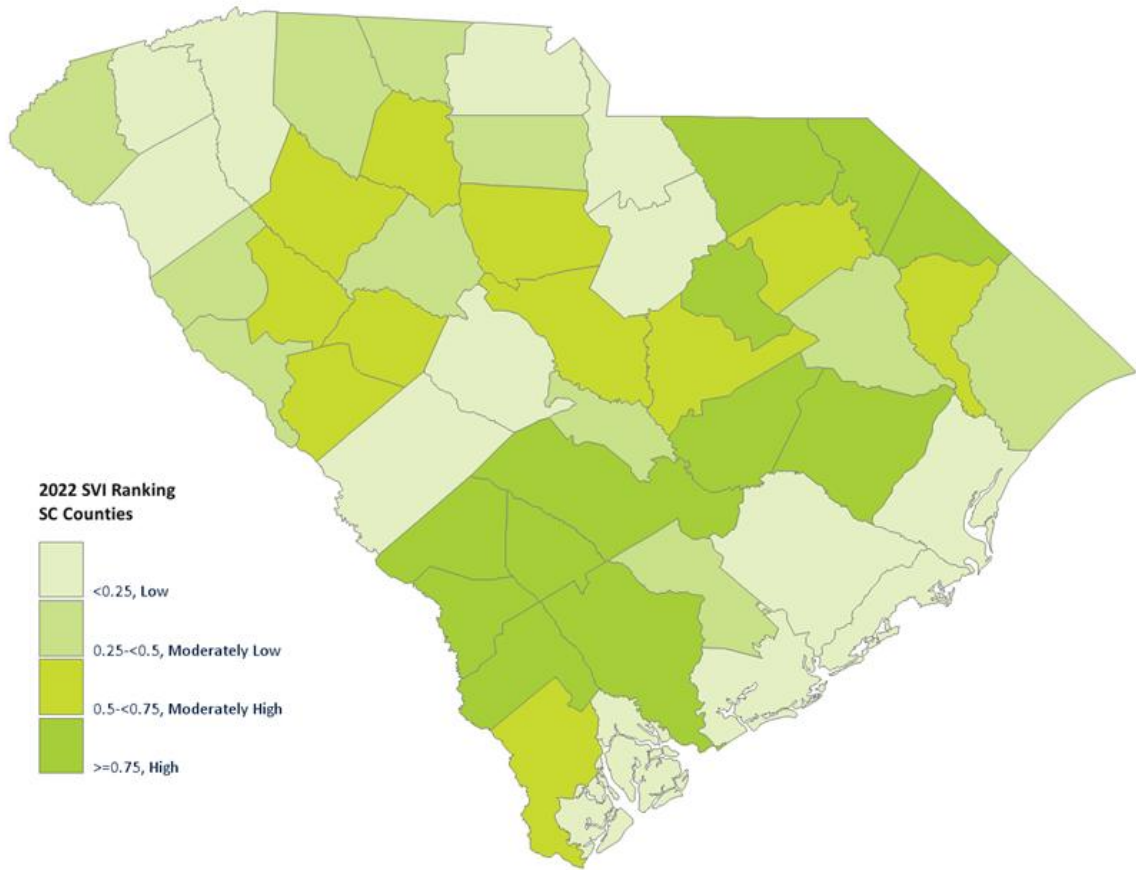 2022 SVI Ranking
SC Counties
<0.25, Low
0.25-<0.5, Moderately Low
0.5-<0.75, Moderately High
>=0.75, High